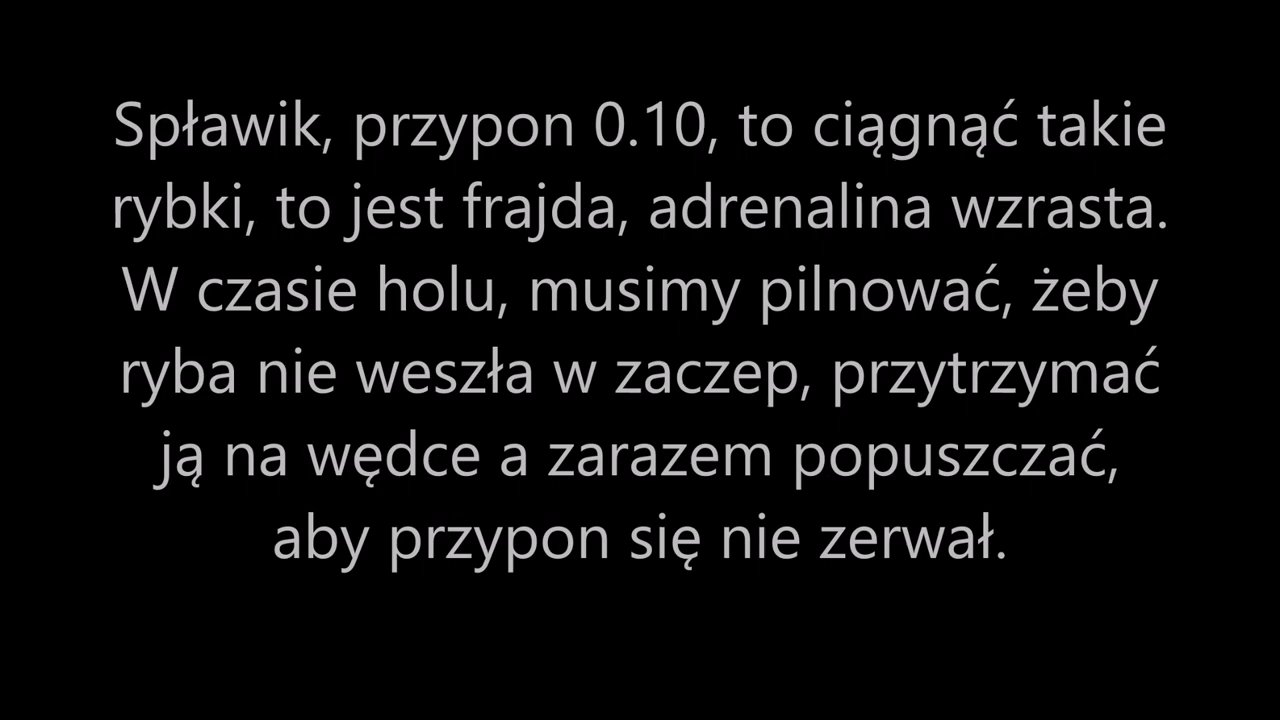 Spławik, przypon 0.10, to ciągnąć takie
rybki, to jest frajda, adrenalina wzrasta.
W czasie holu, musimy pilnować, żeby
ryba nie weszła w zaczep, przytrzymać
ją na wędce a zarazem popuszczać,
aby przypon się nie zerwał.